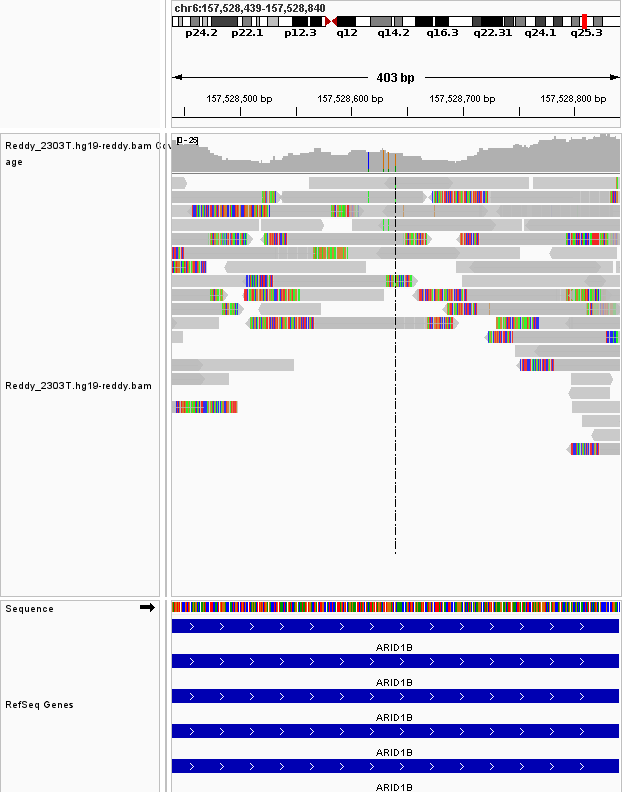 chr6:157,528,439-157,528,840
p24.2 p22.1 p12.3 q12 q14.2 q16.3 q22.31 q24.1 q25.3
403 bp
157,528,500 bp 157,528,600 bp 157,528,700 bp 157,528,800 bp
Reddy_2303T.hg19-reddy.bam Cov
age
Reddy_2303T.hg19-reddy.bam
Sequence
ARID1B
ARID1B
RefSeq Genes
ARID1B
ARID1B
ARID1B